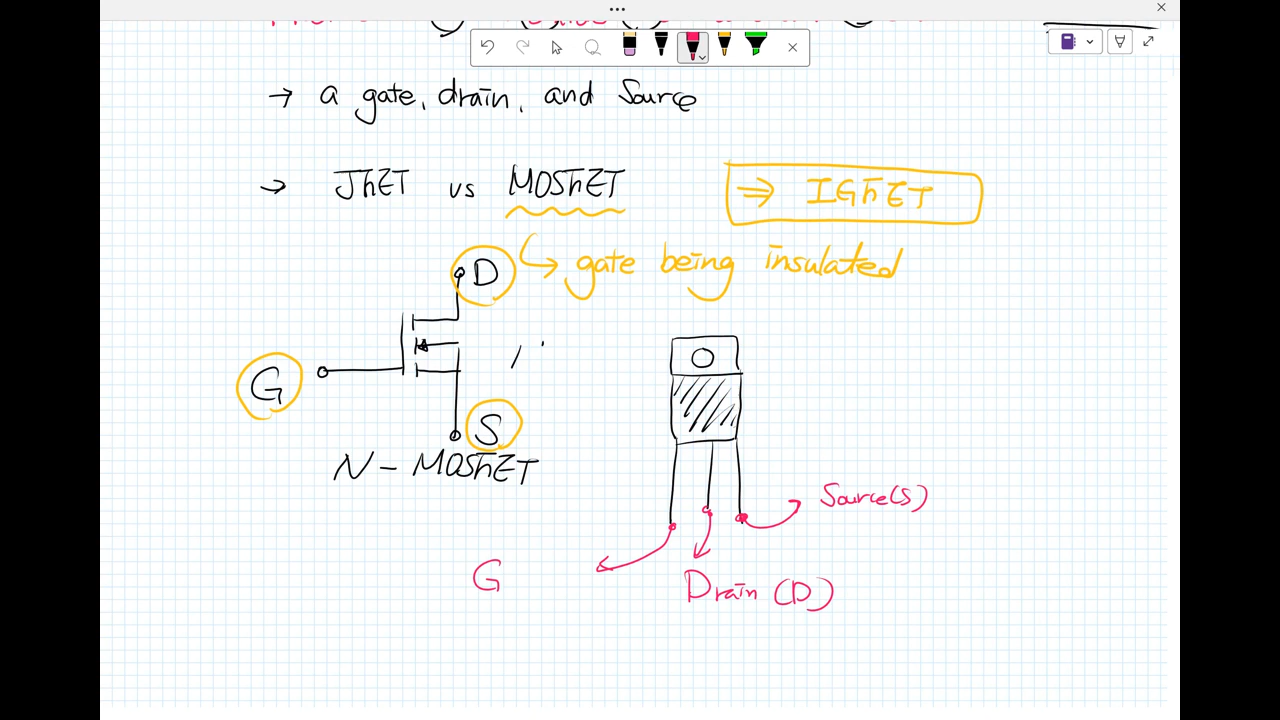 → a gate, drain, and Source
→ JFET vs MOSFET
⇒ IGFET
gate being insulated
D
G
S
N - MOSFET
Source(S)
G
Drain (D)